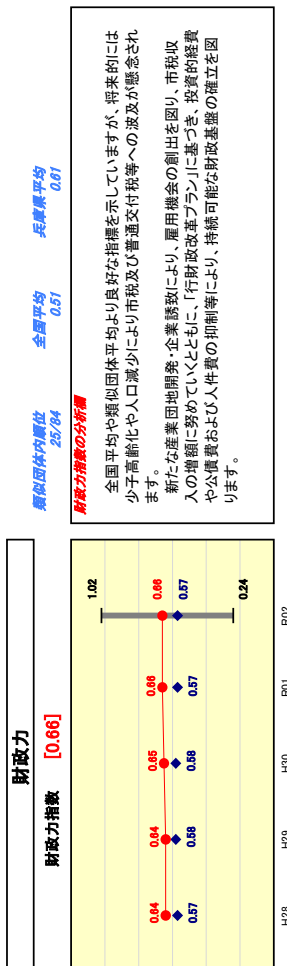 財政力
財政力指数
[0.66]
1.02
0.64
0.64
0.65
0.66
0.66
0.57
0.58
0.58
0.57
0.57
0.24
H28
H29
H30
R01
R02
類似団体内順位
25/84
全国平均
0.51
兵庫県平均
0.61
財政力指数の分析欄
全国平均や類似団体平均より良好な指標を示していますが、将来的には
少子高齢化や人口減少により市税及び普通交付税等への波及が懸念され
ます。
新たな産業団地開発・企業誘致により、雇用機会の創出を図り、市税収
入の増額に努めていくとともに、「行財政改革プラン」に基づき、投資的経費
や公債費および人件費の抑制等により、持続可能な財政基盤の確立を図
ります。